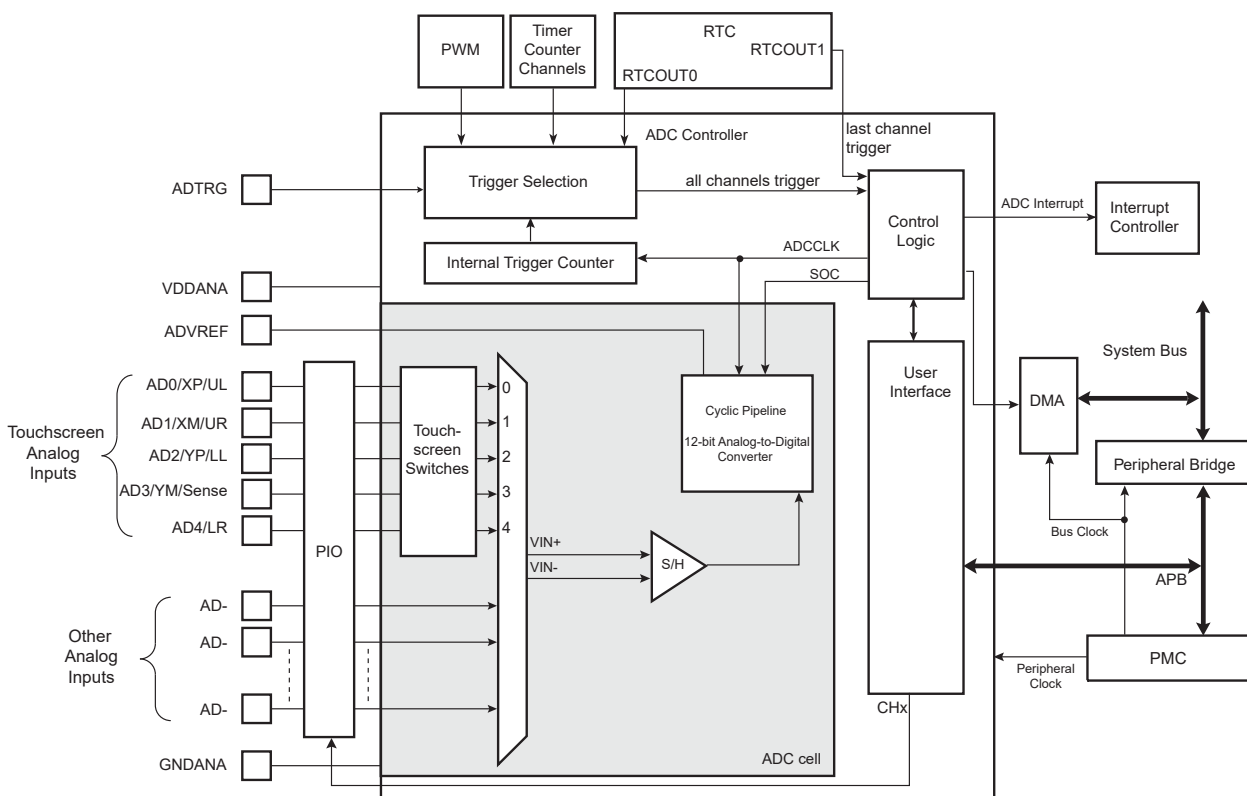 PWM
Timer
Counter
Channels
RTC
RTCOUT1
RTCOUT0
ADC Controller
last channel
trigger
ADTRG
Trigger Selection
all channels trigger
Control
Logic
ADC Interrupt
Interrupt
Controller
Internal Trigger Counter
ADCCLK
SOC
VDDANA
ADVREF
System Bus
User
Interface
DMA
Touchscreen
Analog
Inputs
AD0/XP/UL
AD1/XM/UR
AD2/YP/LL
AD3/YM/Sense
AD4/LR
PIO
Touch-
screen
Switches
0
1
2
3
4
Cyclic Pipeline
12-bit Analog-to-Digital
Converter
Peripheral Bridge
Bus Clock
VIN+
VIN-
S/H
APB
Other
Analog
Inputs
AD-
AD-
AD-
PMC
Peripheral
Clock
CHx
GNDANA
ADC cell